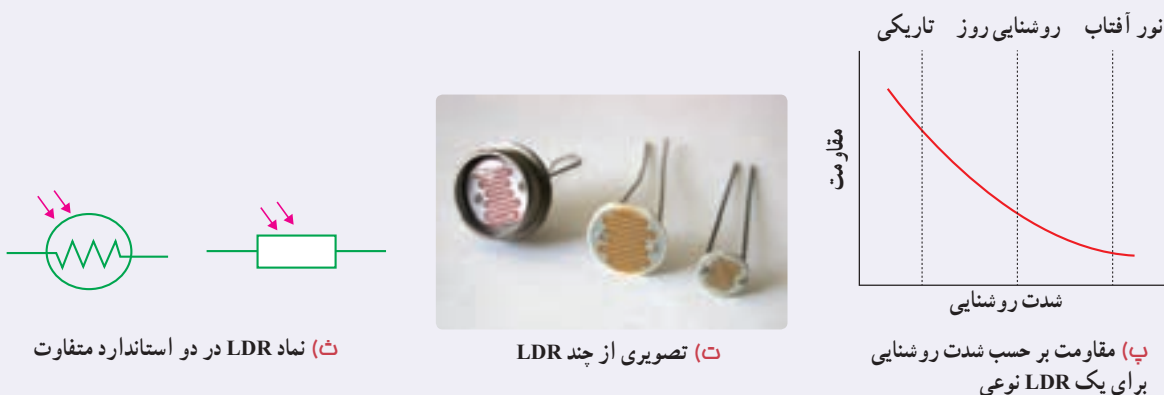 نور آفتاب
روشنایی روز
تاریکی
مقاومت
شدت روشنایی
پ) مقاومت بر حسب شدت روشنایی
برای یک LDR نوعی
ت) تصویری از چند LDR
ث) نماد LDR در دو استاندارد متفاوت